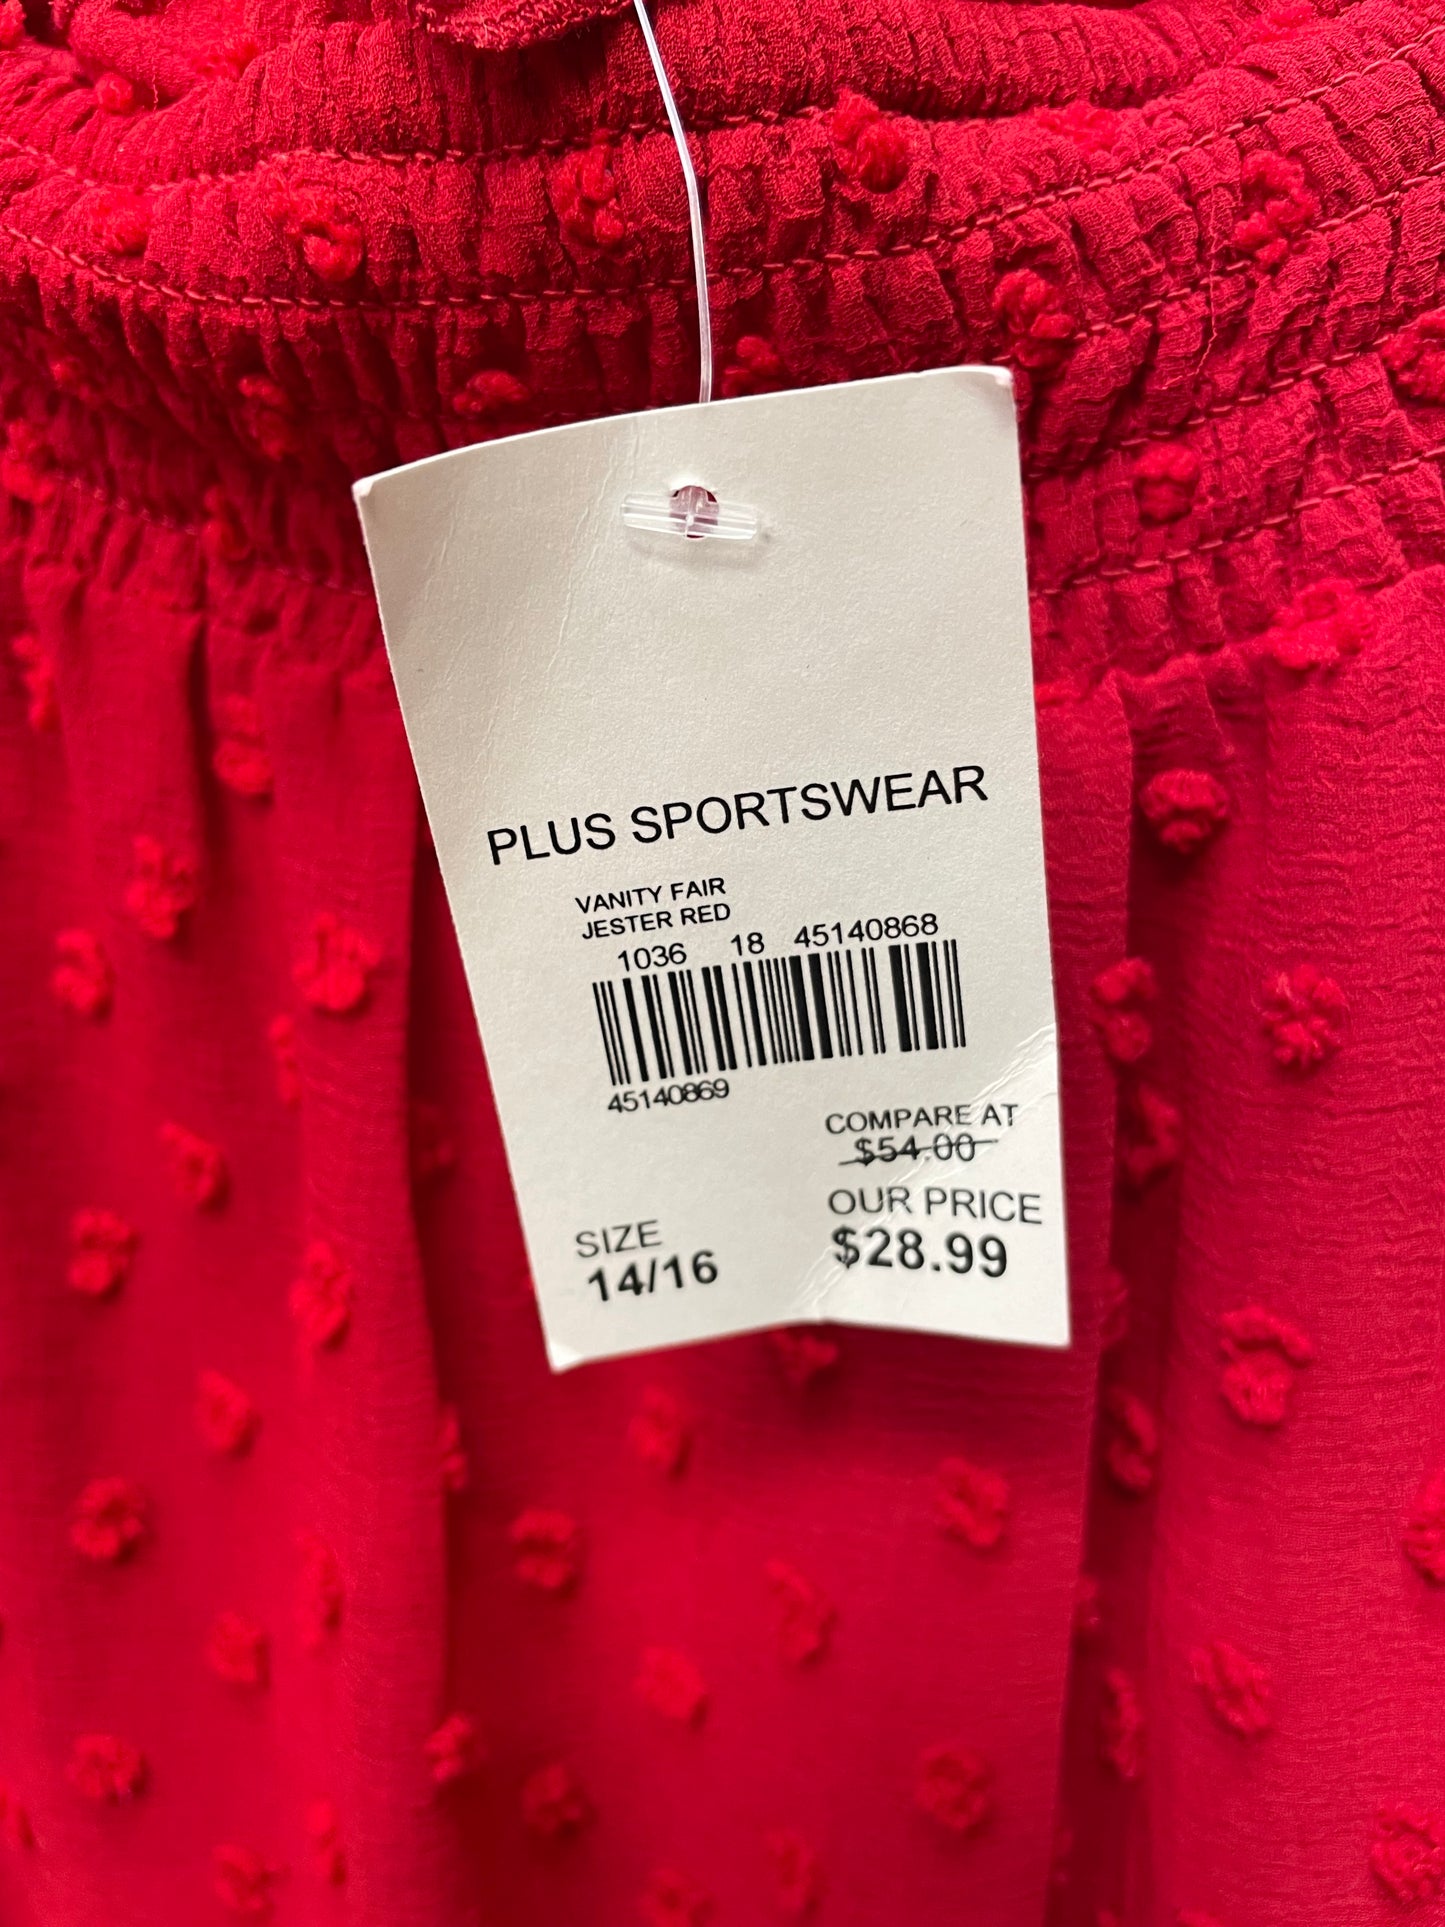 PLUS SPORTSWEAR
VANITY FAIR
JESTER RED
1036 18 45140868
45140869
COMPARE AT
$54.00
OUR PRICE
$28.99
SIZE
14/16